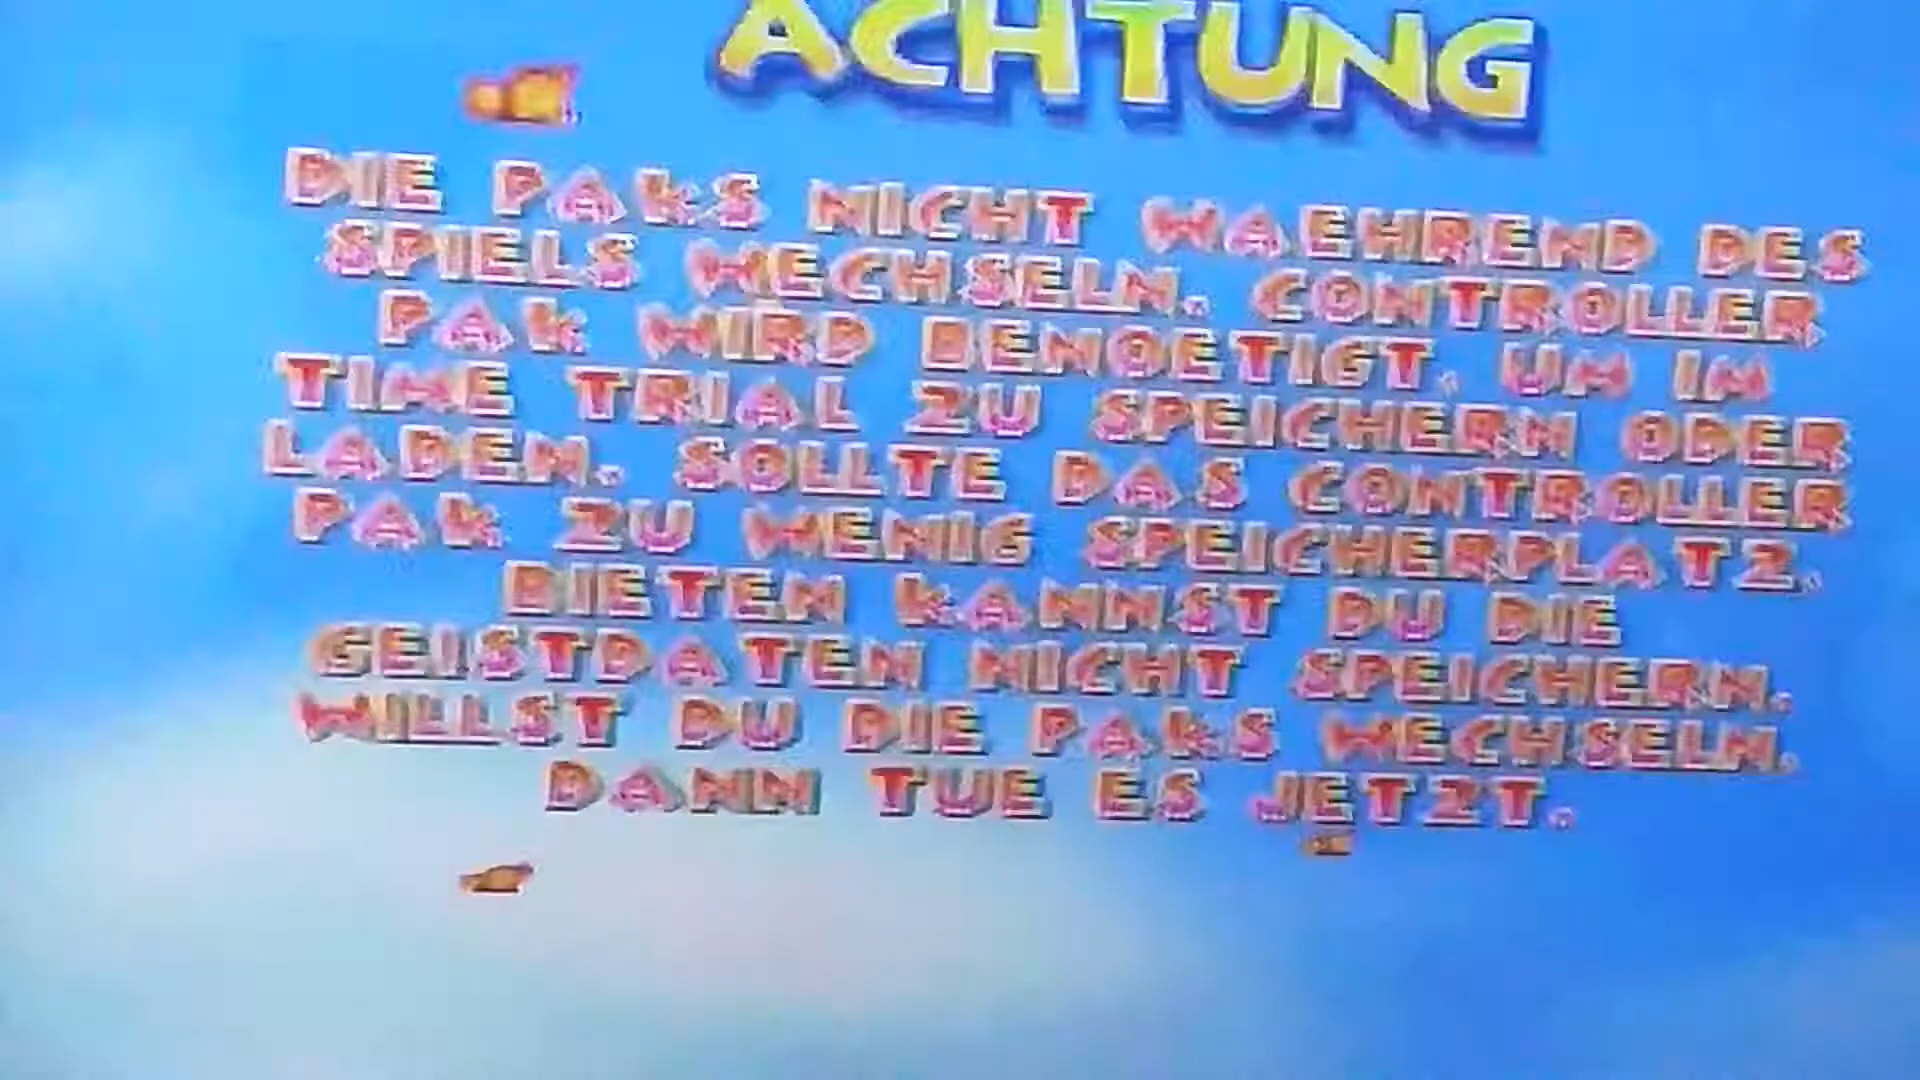 ACHTUNG
DIE PAKS NICHT WAEHREND DES
SPIELS WECHSELN. CONTROLLER
PAK WIRD BENOETIGT, UM IM
TIME TRIAL ZU SPEICHERN ODER
LADEN. SOLLTE DAS CONTROLLER
PAK ZU WENIG SPEICHERPLATZ,
BIETEN KANNST DU DIE
GEISTDATEN NICHT SPEICHERN.
WILLST DU DIE PAKS WECHSELN,
DANN TUE ES JETZT.